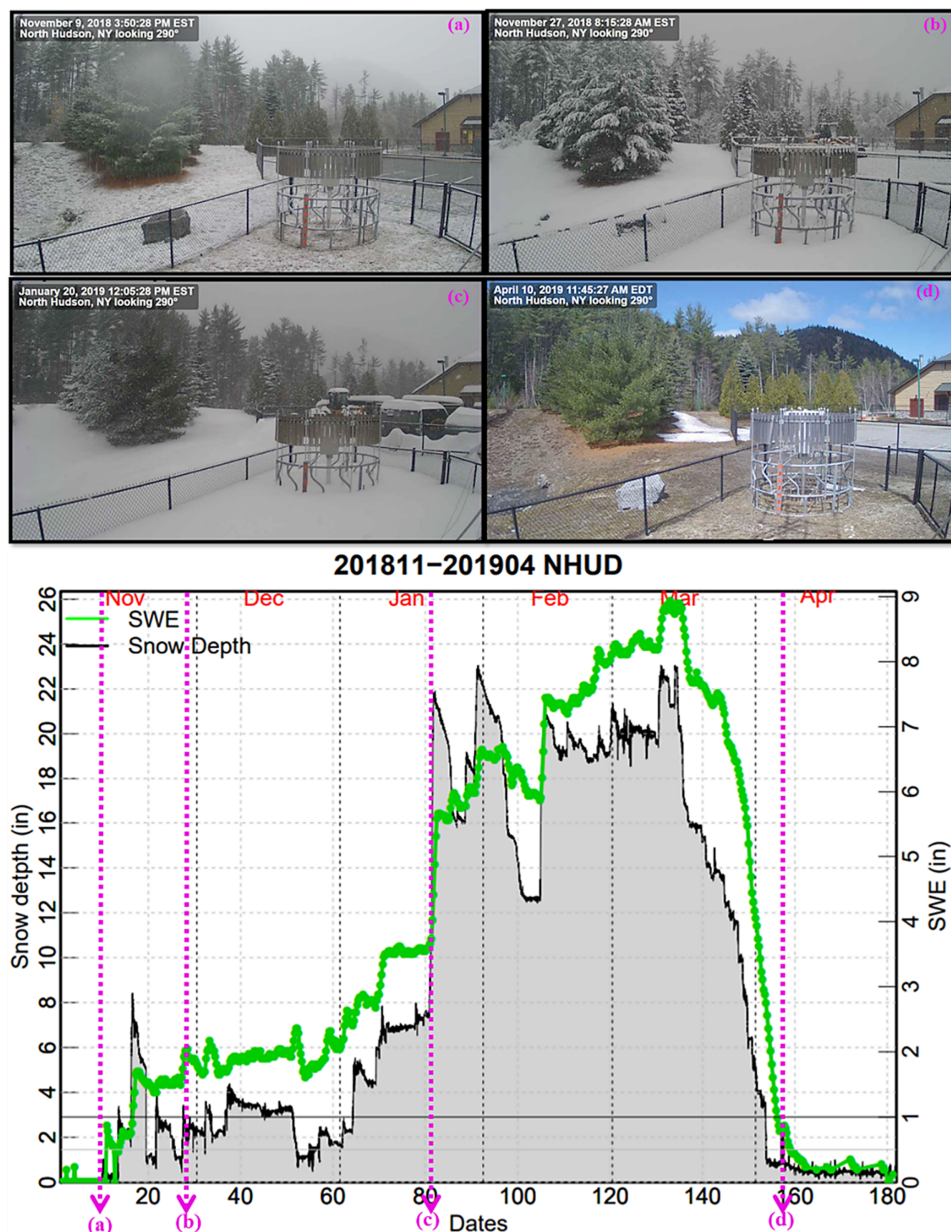 November 9, 2018 3:50:28 PM EST
North Hudson, NY looking 290°
(a)
November 27, 2018 8:15:28 AM EST
North Hudson, NY looking 290°
(b)
January 20, 2019 12:05:28 PM EST
North Hudson, NY looking 290°
(c)
April 10, 2019 11:45:27 AM EDT
North Hudson, NY looking 290°
(d)
201811−201904 NHUD
Nov Dec Jan Feb Mar Apr
SWE
Snow Depth
26
24
22
20
18
16
14
12
10
8
6
4
2
0
Snow detpth (in)
9
8
7
6
5
4
3
2
1
0
SWE (in)
20 40 60 80 100 120 140 160 180
(a) (b) (c) (d)
Dates